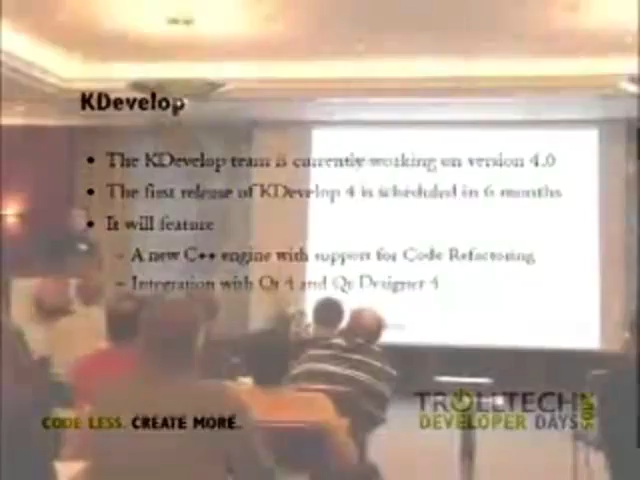 KDevelop
• The KDevelop team is currently working on version 4.0
• The first release of KDevelop 4 is scheduled in 6 months
• It will feature
– A new C++ engine with support for Code Refactoring
– Integration with Qt 4 and Qt Designer 4
CODE LESS. CREATE MORE.
TROLLTECH
DEVELOPER DAYS